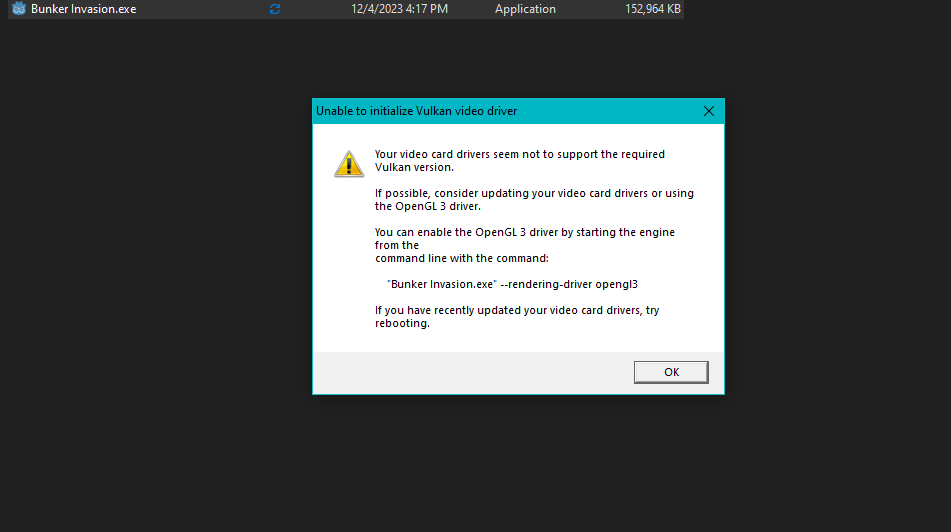 Bunker Invasion.exe 12/4/2023 4:17 PM Application 152,964 KB
Unable to initialize Vulkan video driver
Your video card drivers seem not to support the required
Vulkan version.
If possible, consider updating your video card drivers or using
the OpenGL 3 driver.
You can enable the OpenGL 3 driver by starting the engine
from the
command line with the command:
"Bunker Invasion.exe" --rendering-driver opengl3
If you have recently updated your video card drivers, try
rebooting.
OK